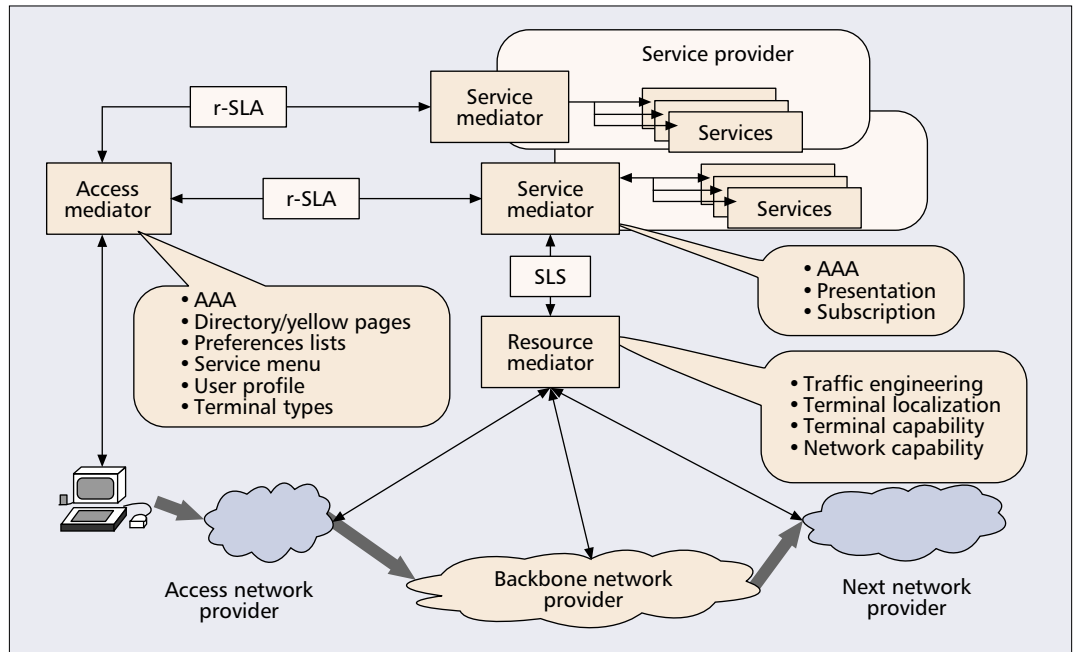 Service provider
Service
mediator
r-SLA
Services
Access
mediator
r-SLA
Service
mediator
Services
SLS
• AAA
• Presentation
• Subscription
• AAA
• Directory/yellow pages
• Preferences lists
• Service menu
• User profile
• Terminal types
Resource
mediator
• Traffic engineering
• Terminal localization
• Terminal capability
• Network capability
Access network
provider
Backbone network
provider
Next network
provider